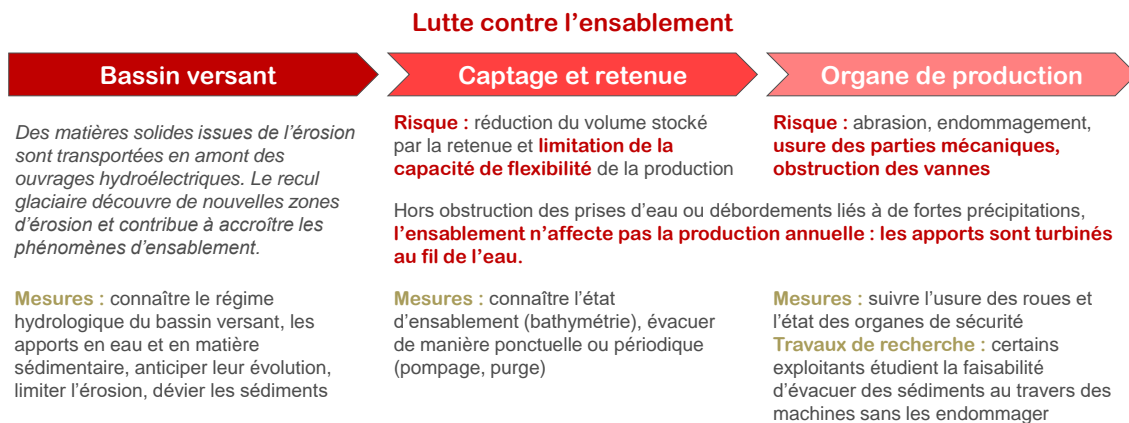 Lutte contre l’ensablement
Bassin versant
Captage et retenue
Organe de production
Des matières solides issues de l’érosion
sont transportées en amont des
ouvrages hydroélectriques. Le recul
glaciaire découvre de nouvelles zones
d’érosion et contribue à accroître les
phénomènes d’ensablement.
Risque : réduction du volume stocké
par la retenue et limitation de la
capacité de flexibilité de la production
Risque : abrasion, endommagement,
usure des parties mécaniques,
obstruction des vannes
Hors obstruction des prises d’eau ou débordements liés à de fortes précipitations,
l’ensablement n’affecte pas la production annuelle : les apports sont turbinés
au fil de l’eau.
Mesures : connaître le régime
hydrologique du bassin versant, les
apports en eau et en matière
sédimentaire, anticiper leur évolution,
limiter l’érosion, dévier les sédiments
Mesures : connaître l’état
d’ensablement (bathymétrie), évacuer
de manière ponctuelle ou périodique
(pompage, purge)
Mesures : suivre l’usure des roues et
l’état des organes de sécurité
Travaux de recherche : certains
exploitants étudient la faisabilité
d’évacuer des sédiments au travers des
machines sans les endommager